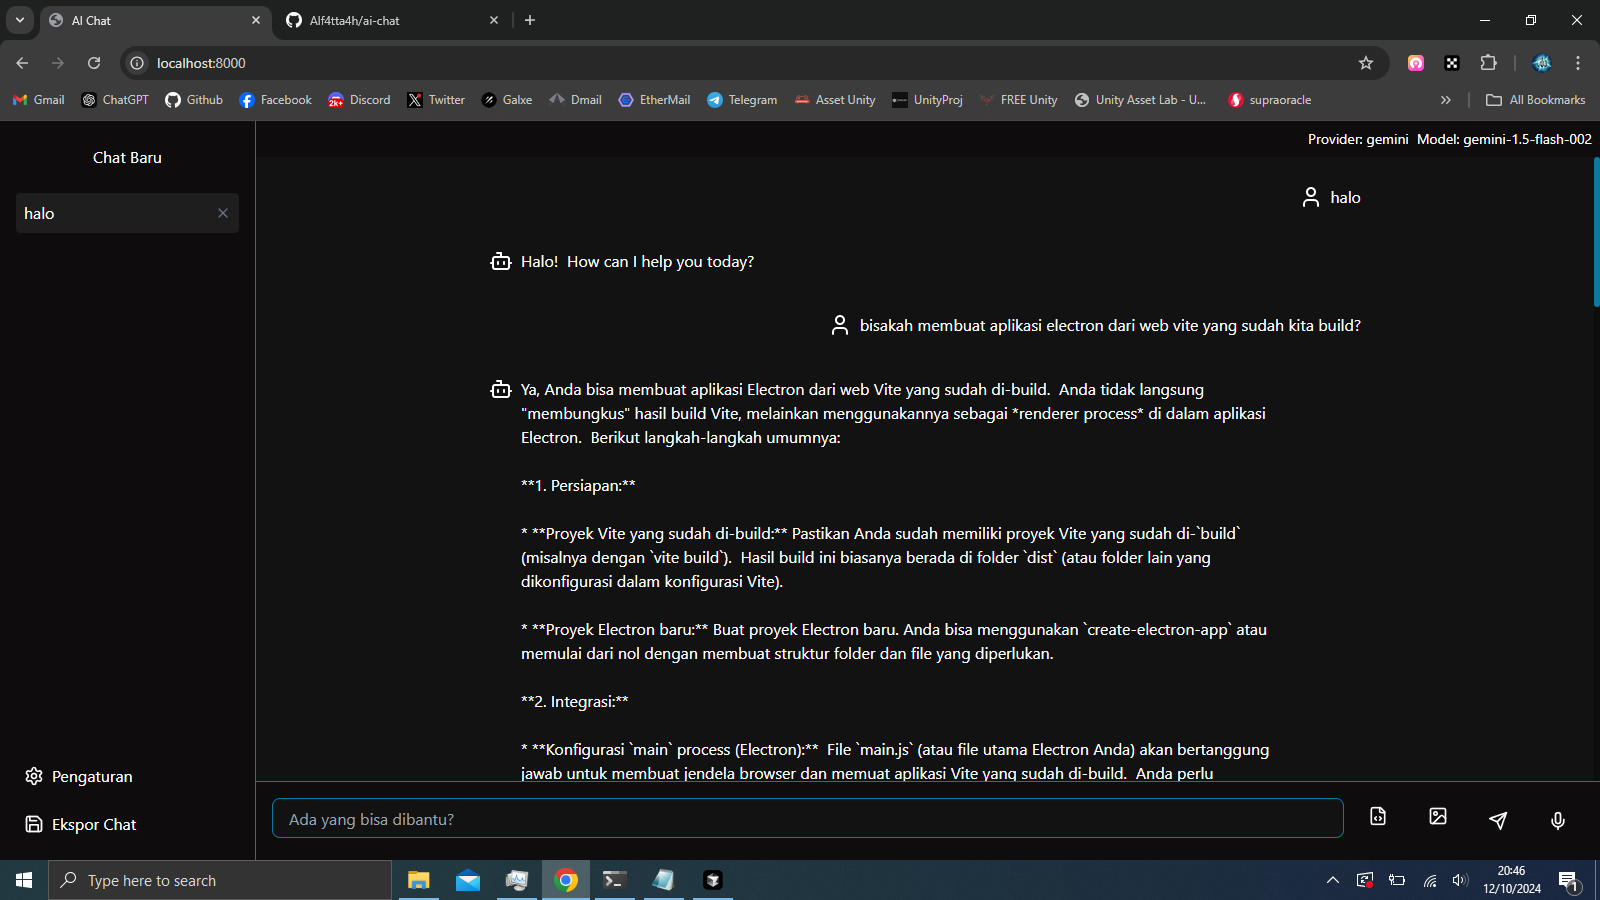 AI Chat
Alf4tta4h/ai-chat
localhost:8000
Gmail
ChatGPT
Github
Facebook
2k+
Discord
Twitter
Galxe
Dmail
EtherMail
Telegram
Asset Unity
UnityProj
FREE Unity
Unity Asset Lab - U...
supraoracle
All Bookmarks
Chat Baru
Provider: gemini Model: gemini-1.5-flash-002
halo
halo
Halo!  How can I help you today?
bisakah membuat aplikasi electron dari web vite yang sudah kita build?
Ya, Anda bisa membuat aplikasi Electron dari web Vite yang sudah di-build.  Anda tidak langsung
"membungkus" hasil build Vite, melainkan menggunakannya sebagai *renderer process* di dalam aplikasi
Electron.  Berikut langkah-langkah umumnya:
**1. Persiapan:**
* **Proyek Vite yang sudah di-build:** Pastikan Anda sudah memiliki proyek Vite yang sudah di-`build`
(misalnya dengan `vite build`).  Hasil build ini biasanya berada di folder `dist` (atau folder lain yang
dikonfigurasi dalam konfigurasi Vite).
* **Proyek Electron baru:** Buat proyek Electron baru. Anda bisa menggunakan `create-electron-app` atau
memulai dari nol dengan membuat struktur folder dan file yang diperlukan.
**2. Integrasi:**
* **Konfigurasi `main` process (Electron):**  File `main.js` (atau file utama Electron Anda) akan bertanggung
jawab untuk membuat jendela browser dan memuat aplikasi Vite yang sudah di-build.  Anda perlu
Pengaturan
Ekspor Chat
Ada yang bisa dibantu?
Type here to search
20:46
12/10/2024
1